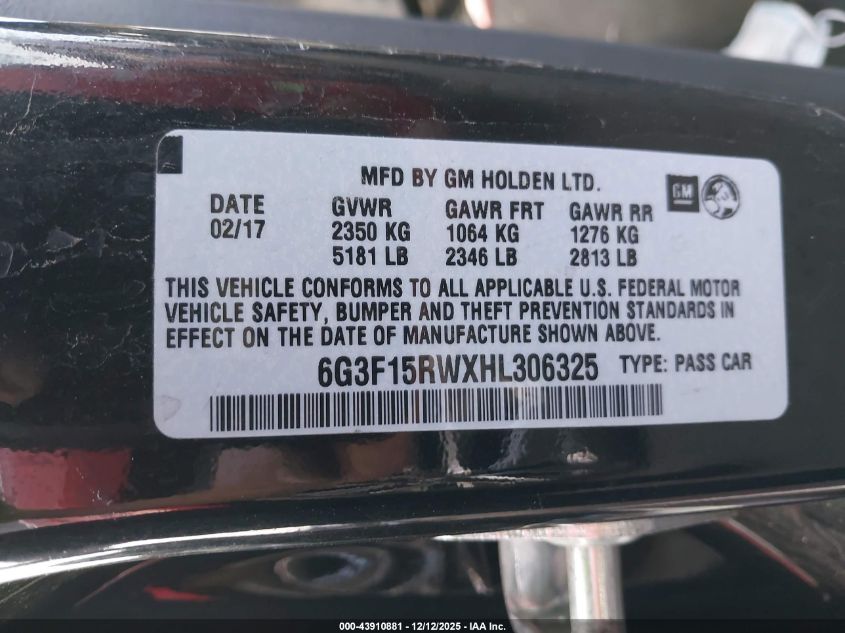 MFD BY GM HOLDEN LTD.
GM
DATE GVWR GAWR FRT GAWR RR
02/17 2350 KG 1064 KG 1276 KG
5181 LB 2346 LB 2813 LB
THIS VEHICLE CONFORMS TO ALL APPLICABLE U.S. FEDERAL MOTOR
VEHICLE SAFETY, BUMPER AND THEFT PREVENTION STANDARDS IN
EFFECT ON THE DATE OF MANUFACTURE SHOWN ABOVE.
6G3F15RWXHL306325 TYPE: PASS CAR
000-43910881 - 12/12/2025 - IAA Inc.